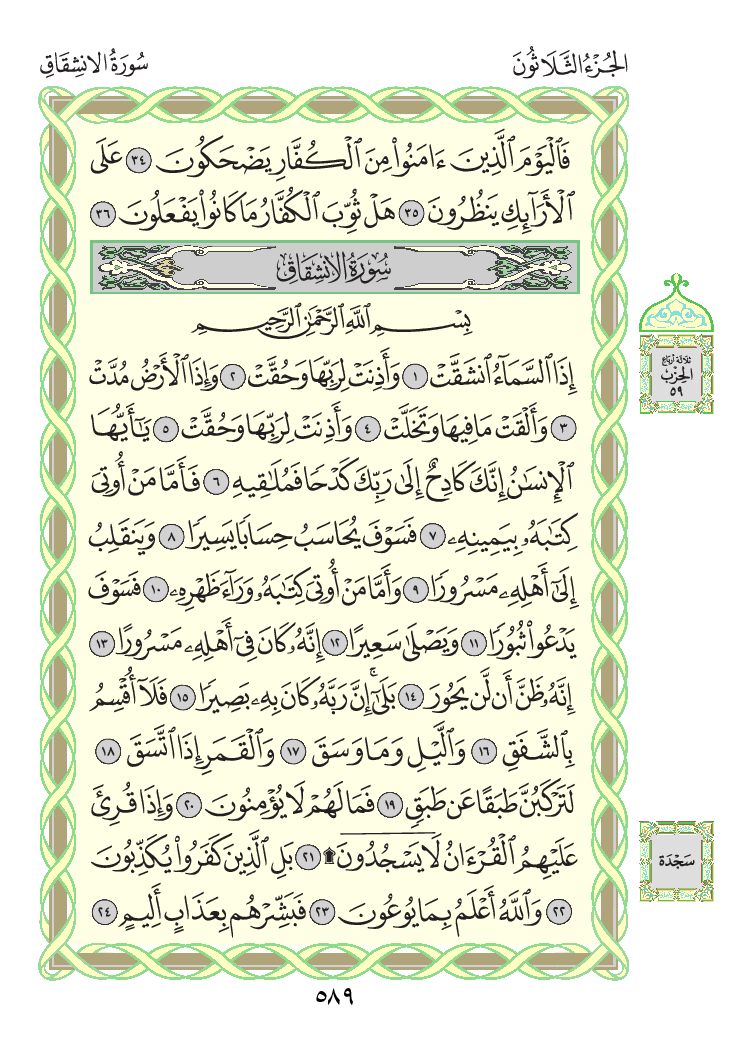 الجُزْءُ الثَّلَاثُونَ
سُورَةُ الانشِقَاقِ
فَٱلْيَوْمَ ٱلَّذِينَ ءَامَنُوا۟ مِنَ ٱلْكُفَّارِ يَضْحَكُونَ ٣٤ عَلَى
ٱلْأَرَآئِكِ يَنظُرُونَ ٣٥ هَلْ ثُوِّبَ ٱلْكُفَّارُ مَا كَانُوا۟ يَفْعَلُونَ ٣٦
سُورَةُ الانشِقَاقِ
بِسْمِ ٱللَّهِ ٱلرَّحْمَٰنِ ٱلرَّحِيمِ
إِذَا ٱلسَّمَآءُ ٱنشَقَّتْ ١ وَأَذِنَتْ لِرَبِّهَا وَحُقَّتْ ٢ وَإِذَا ٱلْأَرْضُ مُدَّتْ
٣ وَأَلْقَتْ مَا فِيهَا وَتَخَلَّتْ ٤ وَأَذِنَتْ لِرَبِّهَا وَحُقَّتْ ٥ يَٰٓأَيُّهَا
ٱلْإِنسَٰنُ إِنَّكَ كَادِحٌ إِلَىٰ رَبِّكَ كَدْحًا فَمُلَٰقِيهِ ٦ فَأَمَّا مَنْ أُوتِىَ
كِتَٰبَهُۥ بِيَمِينِهِۦ ٧ فَسَوْفَ يُحَاسَبُ حِسَابًا يَسِيرًا ٨ وَيَنقَلِبُ
إِلَىٰٓ أَهْلِهِۦ مَسْرُورًا ٩ وَأَمَّا مَنْ أُوتِىَ كِتَٰبَهُۥ وَرَآءَ ظَهْرِهِۦ ١٠ فَسَوْفَ
يَدْعُوا۟ ثُبُورًا ١١ وَيَصْلَىٰ سَعِيرًا ١٢ إِنَّهُۥ كَانَ فِىٓ أَهْلِهِۦ مَسْرُورًا ١٣
إِنَّهُۥ ظَنَّ أَن لَّن يَحُورَ ١٤ بَلَىٰٓۚ إِنَّ رَبَّهُۥ كَانَ بِهِۦ بَصِيرًا ١٥ فَلَآ أُقْسِمُ
بِٱلشَّفَقِ ١٦ وَٱلَّيْلِ وَمَا وَسَقَ ١٧ وَٱلْقَمَرِ إِذَا ٱتَّسَقَ ١٨
لَتَرْكَبُنَّ طَبَقًا عَن طَبَقٍ ١٩ فَمَا لَهُمْ لَا يُؤْمِنُونَ ٢٠ وَإِذَا قُرِئَ
عَلَيْهِمُ ٱلْقُرْءَانُ لَا يَسْجُدُونَ ۩ ٢١ بَلِ ٱلَّذِينَ كَفَرُوا۟ يُكَذِّبُونَ
٢٢ وَٱللَّهُ أَعْلَمُ بِمَا يُوعُونَ ٢٣ فَبَشِّرْهُم بِعَذَابٍ أَلِيمٍ ٢٤
ثلاثة أرباع
الحِزْب
٥٩
سَجْدَة
٥٨٩